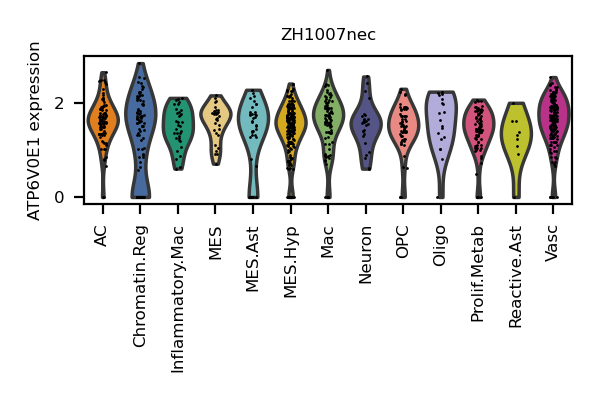 ZH1007nec
ATP6V0E1 expression
2
0
AC
Chromatin.Reg
Inflammatory.Mac
MES
MES.Ast
MES.Hyp
Mac
Neuron
OPC
Oligo
Prolif.Metab
Reactive.Ast
Vasc